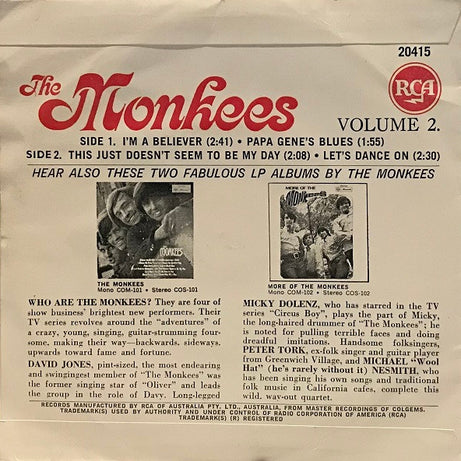 20415
RCA
The Monkees
VOLUME 2.
SIDE 1. I'M A BELIEVER (2:41) • PAPA GENE'S BLUES (1:55)
SIDE 2. THIS JUST DOESN'T SEEM TO BE MY DAY (2:08) • LET'S DANCE ON (2:30)
HEAR ALSO THESE TWO FABULOUS LP ALBUMS BY THE MONKEES
MONKEES
MORE OF THE
MONKEES
THE MONKEES
Mono COM-101 • Stereo COS-101
MORE OF THE MONKEES
Mono COM-102 • Stereo COS-102
WHO ARE THE MONKEES? They are four of
show business' brightest new performers. Their
TV series revolves around the "adventures" of
a crazy, young, singing, guitar-strumming four-
some, making their way—backwards, sideways,
upwards toward fame and fortune.
DAVID JONES, pint-sized, the most endearing
and swingingest member of "The Monkees" was
the former singing star of "Oliver" and leads
the group in the role of Davy. Long-legged
MICKY DOLENZ, who has starred in the TV
series "Circus Boy", plays the part of Micky,
the long-haired drummer of "The Monkees"; he
is noted for pulling terrible faces and doing
dreadful imitations. Handsome folksingers,
PETER TORK, ex-folk singer and guitar player
from Greenwich Village, and MICHAEL "Wool
Hat" (he's rarely without it) NESMITH, who
has been singing his own songs and traditional
folk music in California cafes, complete this
wild, way-out quartet.
RECORDS MANUFACTURED BY RCA OF AUSTRALIA PTY. LTD., AUSTRALIA, FROM MASTER RECORDINGS OF COLGEMS.
TRADEMARK(S) USED BY AUTHORITY AND UNDER CONTROL OF RADIO CORPORATION OF AMERICA (RCA)
TRADEMARK(S) ® REGISTERED